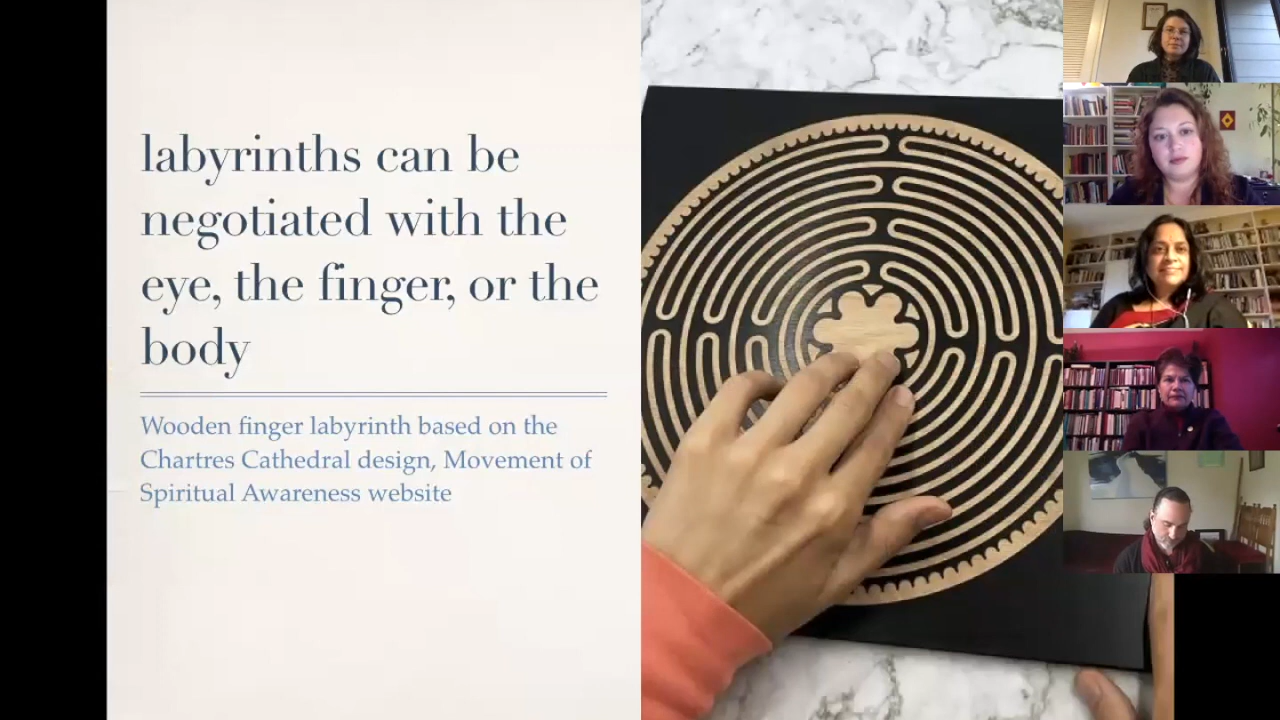 labyrinths can be
negotiated with the
eye, the finger, or the
body
Wooden finger labyrinth based on the
Chartres Cathedral design, Movement of
Spiritual Awareness website